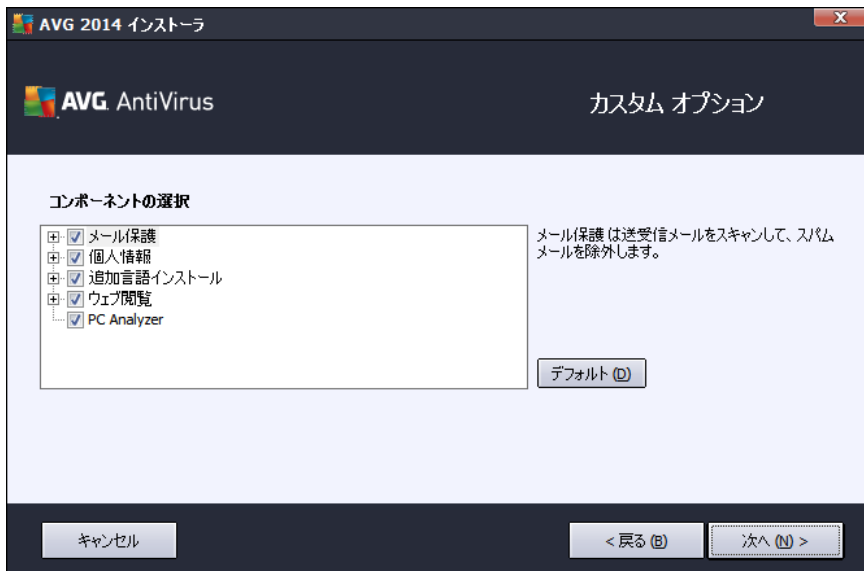 AVG 2014 インストーラ
AVG. AntiVirus
カスタム オプション
コンポーネントの選択
メール保護
個人情報
追加言語インストール
ウェブ閲覧
PC Analyzer
メール保護 は送受信メールをスキャンして、スパム
メールを除外します。
デフォルト (D)
キャンセル
< 戻る (B)
次へ (N) >